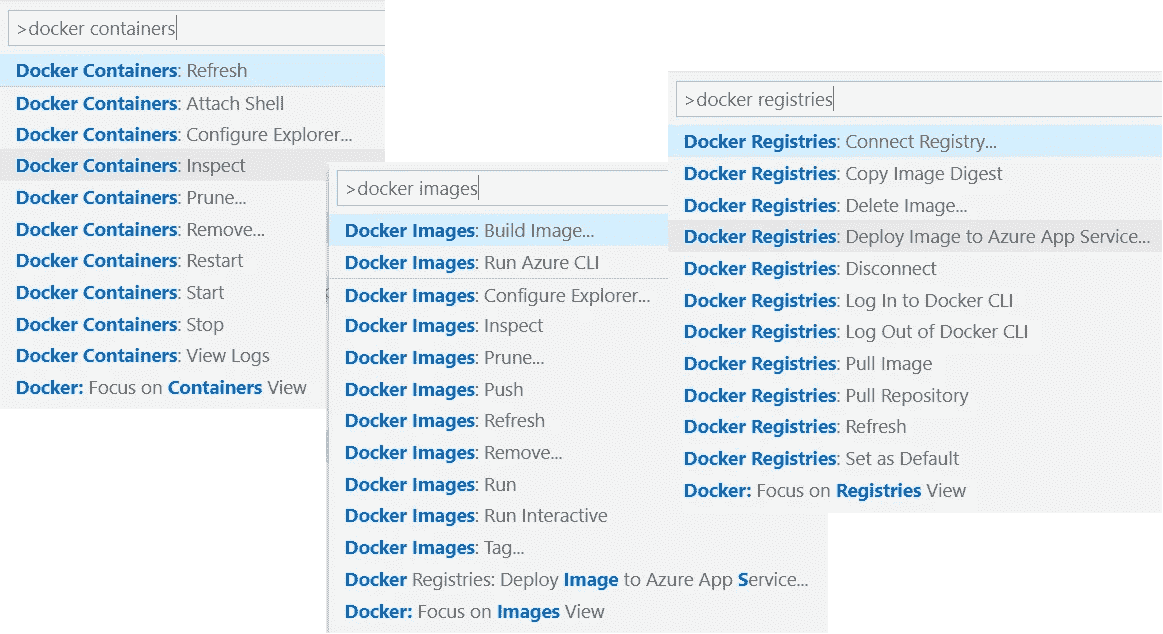 >docker containers
Docker Containers: Refresh
Docker Containers: Attach Shell
Docker Containers: Configure Explorer...
Docker Containers: Inspect
Docker Containers: Prune...
Docker Containers: Remove...
Docker Containers: Restart
Docker Containers: Start
Docker Containers: Stop
Docker Containers: View Logs
Docker: Focus on Containers View
>docker images
Docker Images: Build Image...
Docker Images: Run Azure CLI
Docker Images: Configure Explorer...
Docker Images: Inspect
Docker Images: Prune...
Docker Images: Push
Docker Images: Refresh
Docker Images: Remove...
Docker Images: Run
Docker Images: Run Interactive
Docker Images: Tag...
Docker Registries: Deploy Image to Azure App Service...
Docker: Focus on Images View
>docker registries
Docker Registries: Connect Registry...
Docker Registries: Copy Image Digest
Docker Registries: Delete Image...
Docker Registries: Deploy Image to Azure App Service...
Docker Registries: Disconnect
Docker Registries: Log In to Docker CLI
Docker Registries: Log Out of Docker CLI
Docker Registries: Pull Image
Docker Registries: Pull Repository
Docker Registries: Refresh
Docker Registries: Set as Default
Docker: Focus on Registries View